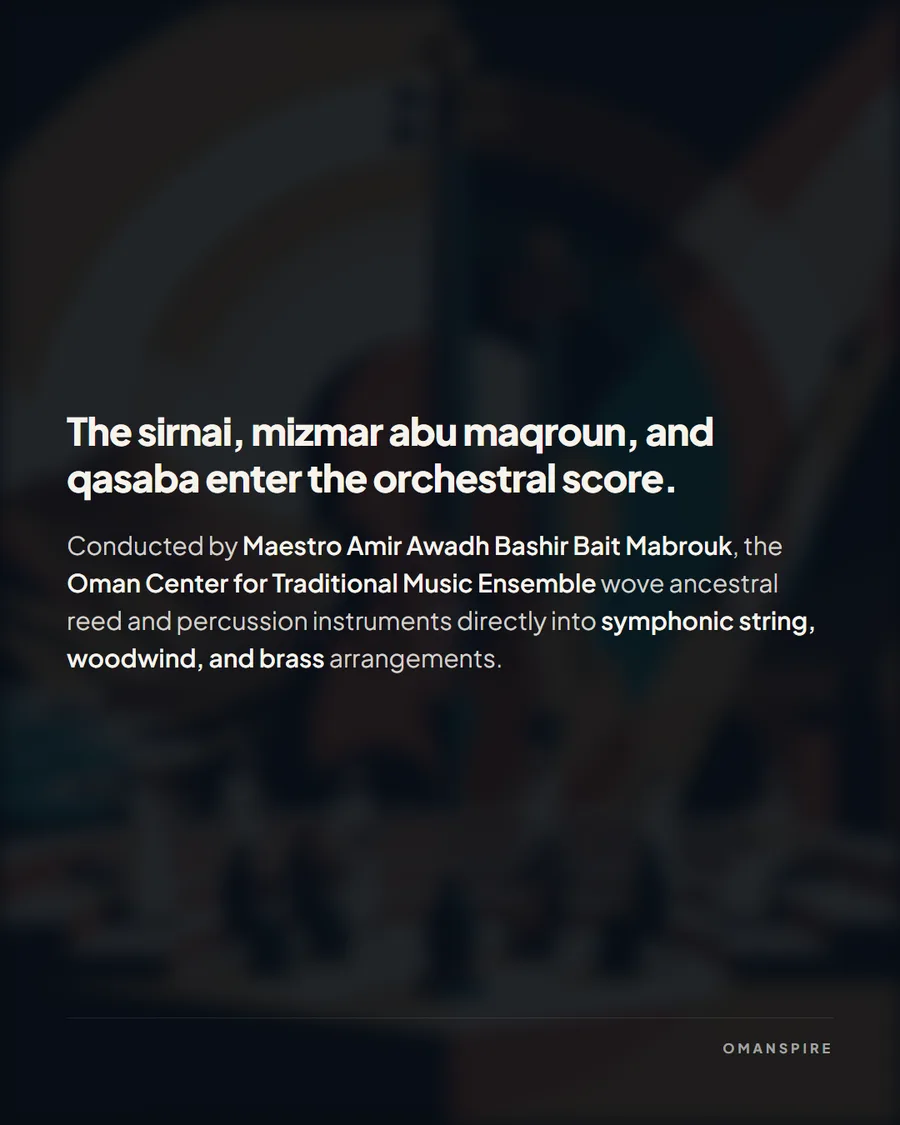 The sirnai, mizmar abu maqroun, and
qasaba enter the orchestral score.
Conducted by Maestro Amir Awadh Bashir Bait Mabrouk, the
Oman Center for Traditional Music Ensemble wove ancestral
reed and percussion instruments directly into symphonic string,
woodwind, and brass arrangements.
OMANSPIRE